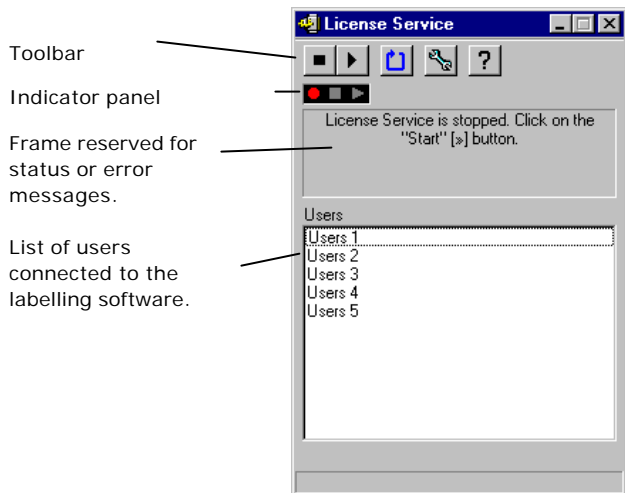 License Service
?
Toolbar
Indicator panel
License Service is stopped. Click on the
"Start" [»] button.
Frame reserved for
status or error
messages.
Users
Users 1
Users 2
Users 3
Users 4
Users 5
List of users
connected to the
labelling software.